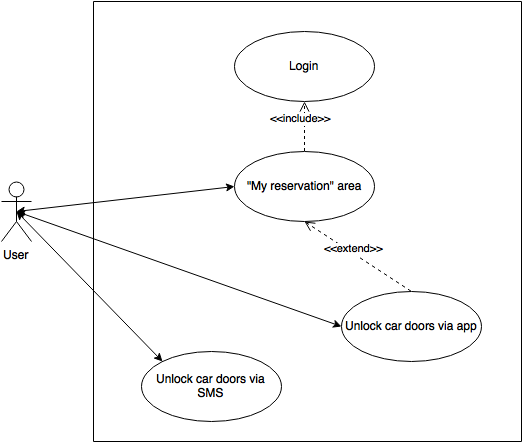 Login
<<include>>
"My reservation" area
User
<<extend>>
Unlock car doors via app
Unlock car doors via
SMS